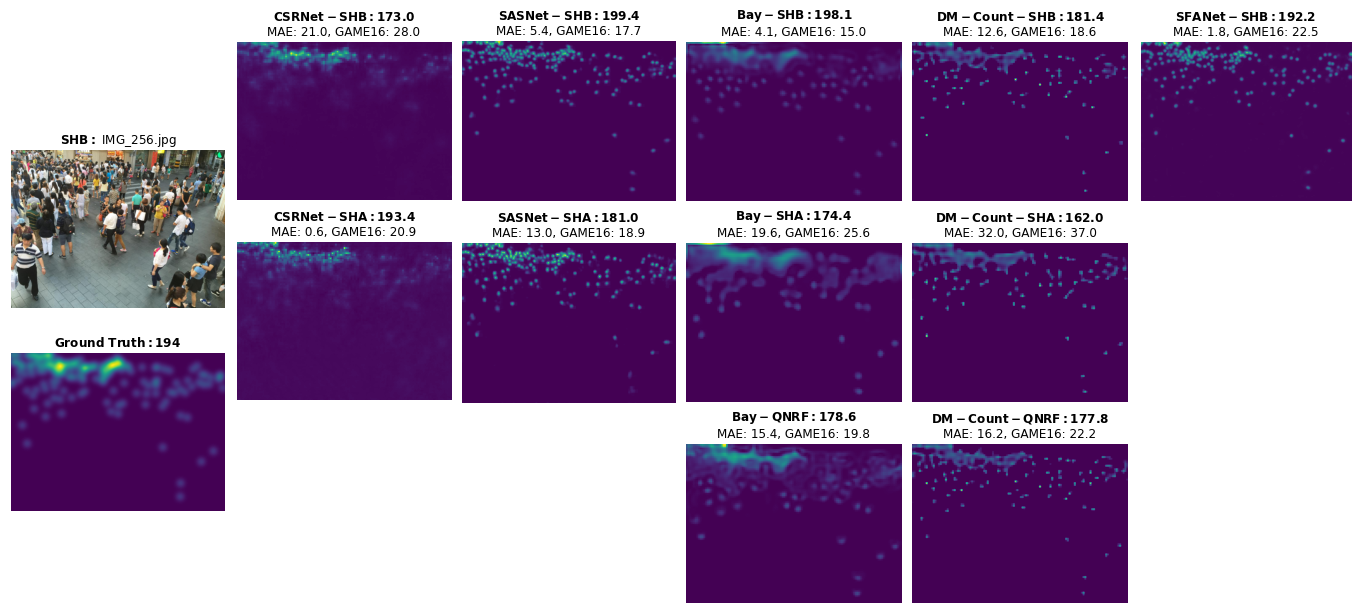 CSRNet − SHB : 173.0
MAE: 21.0, GAME16: 28.0
SASNet − SHB : 199.4
MAE: 5.4, GAME16: 17.7
Bay − SHB : 198.1
MAE: 4.1, GAME16: 15.0
DM − Count − SHB : 181.4
MAE: 12.6, GAME16: 18.6
SFANet − SHB : 192.2
MAE: 1.8, GAME16: 22.5
SHB : IMG_256.jpg
CSRNet − SHA : 193.4
MAE: 0.6, GAME16: 20.9
SASNet − SHA : 181.0
MAE: 13.0, GAME16: 18.9
Bay − SHA : 174.4
MAE: 19.6, GAME16: 25.6
DM − Count − SHA : 162.0
MAE: 32.0, GAME16: 37.0
Ground Truth : 194
Bay − QNRF : 178.6
MAE: 15.4, GAME16: 19.8
DM − Count − QNRF : 177.8
MAE: 16.2, GAME16: 22.2